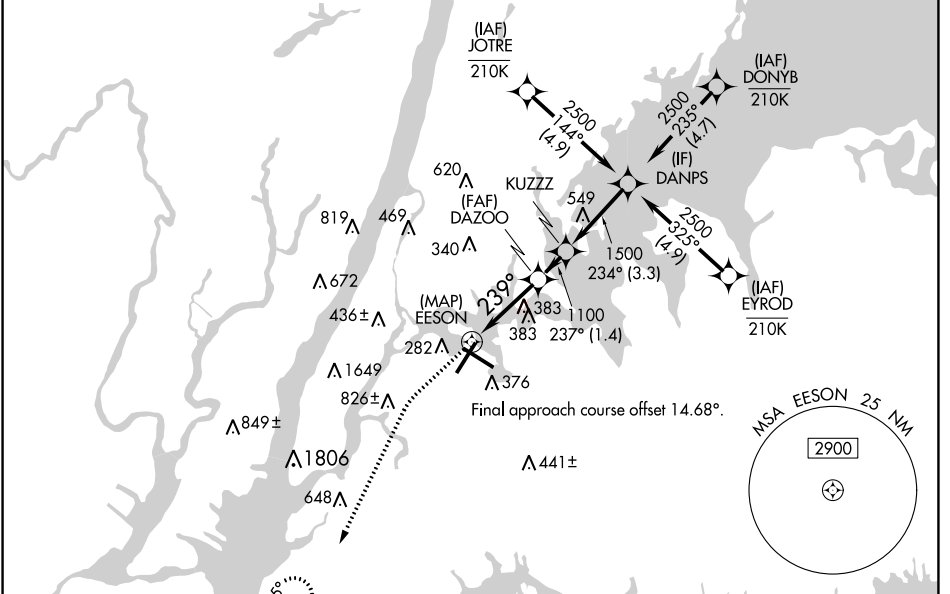 (IAF)
JOTRE
210K
(IAF)
DONYB
210K
2500
144°
(4.9)
2500
235°
(4.7)
(IF)
DANPS
620
KUZZZ
(FAF)
DAZOO
549
819
469
340
2500
325°
(4.9)
1500
234° (3.3)
672
239°
(IAF)
EYROD
210K
(MAP)
EESON
383
383
1100
237° (1.4)
436±
282
1649
376
826±
Final approach course offset 14.68°.
849±
MSA EESON 25 NM
2900
1806
441±
648
5°